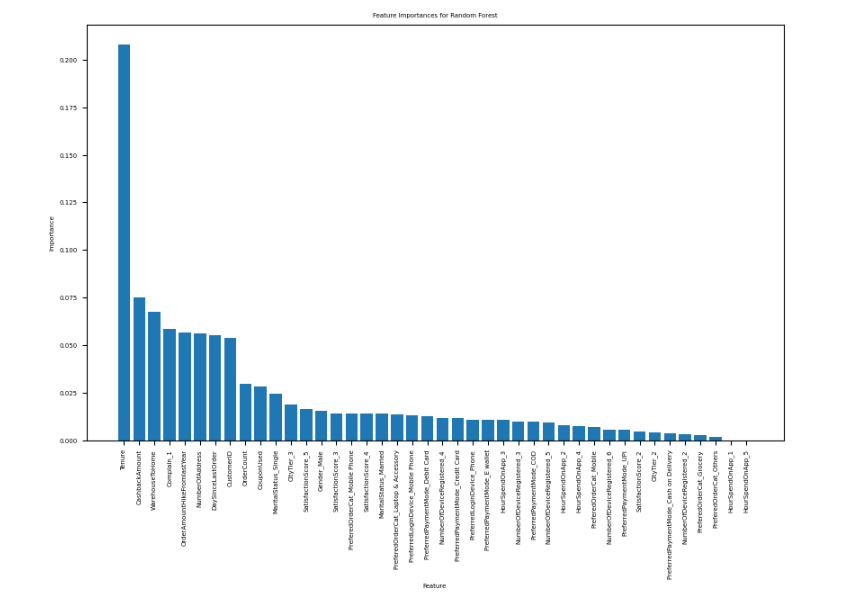 Feature Importances for Random Forest
0.200
0.175
0.150
0.125
0.100
0.075
0.050
0.025
0.000
Importance
Tenure
CashbackAmount
WarehouseToHome
Complain_1
OrderAmountHikeFromlastYear
NumberOfAddress
DaySinceLastOrder
CustomerID
OrderCount
CouponUsed
MaritalStatus_Single
CityTier_3
SatisfactionScore_5
Gender_Male
SatisfactionScore_3
PreferedOrderCat_Mobile Phone
SatisfactionScore_4
MaritalStatus_Married
PreferedOrderCat_Laptop & Accessory
PreferredLoginDevice_Mobile Phone
PreferredPaymentMode_Debit Card
NumberOfDeviceRegistered_4
PreferredPaymentMode_Credit Card
PreferredLoginDevice_Phone
PreferredPaymentMode_E wallet
HourSpendOnApp_3
NumberOfDeviceRegistered_3
PreferredPaymentMode_COD
NumberOfDeviceRegistered_5
HourSpendOnApp_2
HourSpendOnApp_4
PreferedOrderCat_Mobile
NumberOfDeviceRegistered_6
PreferredPaymentMode_UPI
SatisfactionScore_2
CityTier_2
PreferredPaymentMode_Cash on Delivery
NumberOfDeviceRegistered_2
PreferedOrderCat_Grocery
PreferedOrderCat_Others
HourSpendOnApp_1
HourSpendOnApp_5
Feature